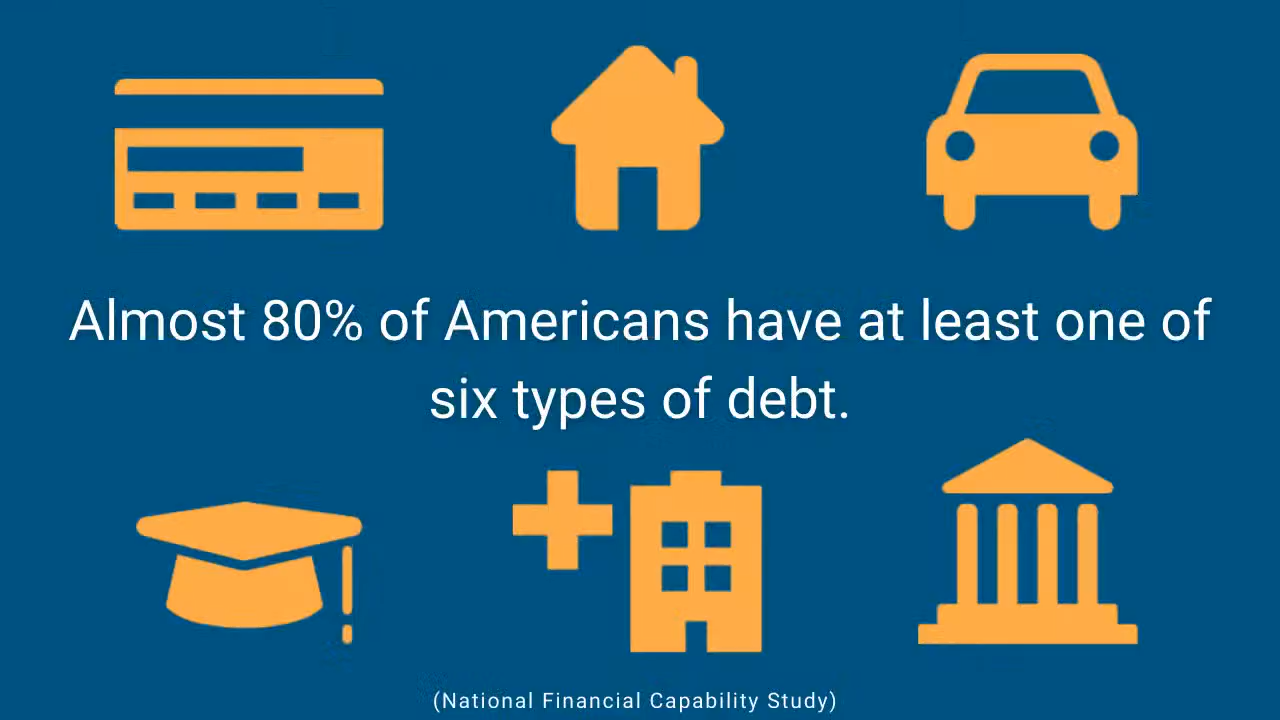 Almost 80% of Americans have at least one of
six types of debt.
(National Financial Capability Study)